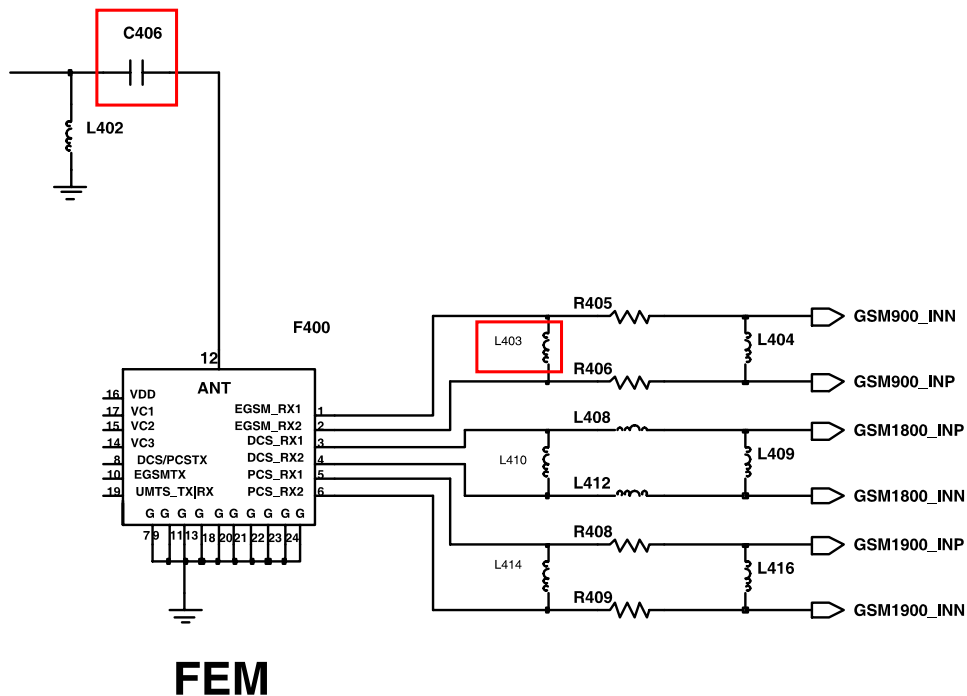 C406
L402
F400
12
ANT
16 VDD
17 VC1
15 VC2
14 VC3
8 DCS/PCSTX
10 EGSMTX
19 UMTS_TX|RX
EGSM_RX1 1
EGSM_RX2 2
DCS_RX1 3
DCS_RX2 4
PCS_RX1 5
PCS_RX2 6
G G G G G G G G G G
7 9 11 13 18 20 21 22 23 24
R405
GSM900_INN
L403
L404
R406
GSM900_INP
L408
GSM1800_INP
L410
L409
L412
GSM1800_INN
R408
GSM1900_INP
L414
L416
R409
GSM1900_INN
FEM